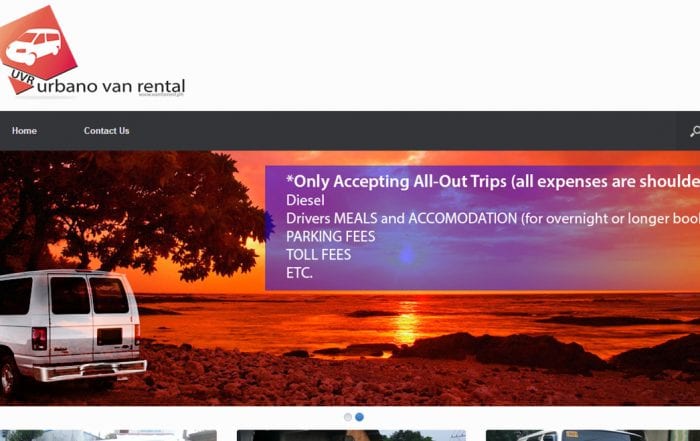 UVR
urbano van rental
Home
Contact Us
*Only Accepting All-Out Trips (all expenses are shoulde
Diesel
Drivers MEALS and ACCOMODATION (for overnight or longer book
PARKING FEES
TOLL FEES
ETC.